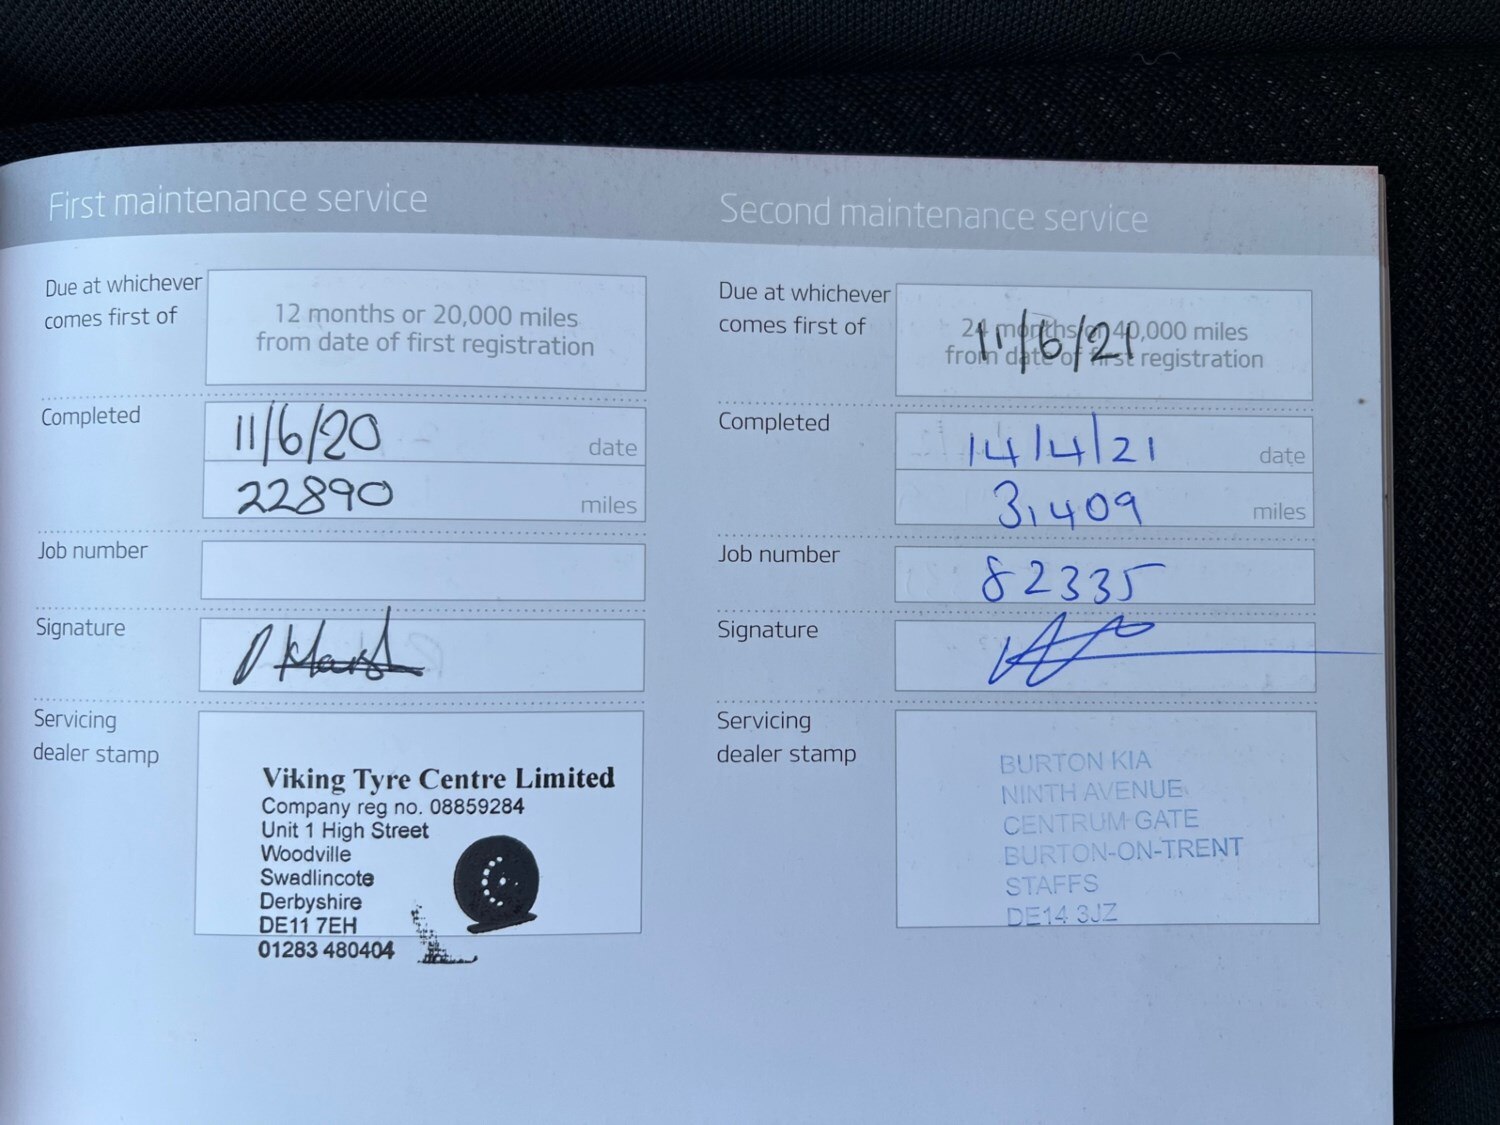 First maintenance service
Due at whichever
comes first of
12 months or 20,000 miles
from date of first registration
Completed
11/6/20 date
22890 miles
Job number
Signature
Servicing
dealer stamp
Viking Tyre Centre Limited
Company reg no. 08859284
Unit 1 High Street
Woodville
Swadlincote
Derbyshire
DE11 7EH
01283 480404
Second maintenance service
Due at whichever
comes first of
24 months or 40,000 miles
from date of first registration
11/6/21
Completed
14/4/21 date
31409 miles
Job number
82335
Signature
Servicing
dealer stamp
BURTON KIA
NINTH AVENUE
CENTRUM GATE
BURTON-ON-TRENT
STAFFS
DE14 3JZ